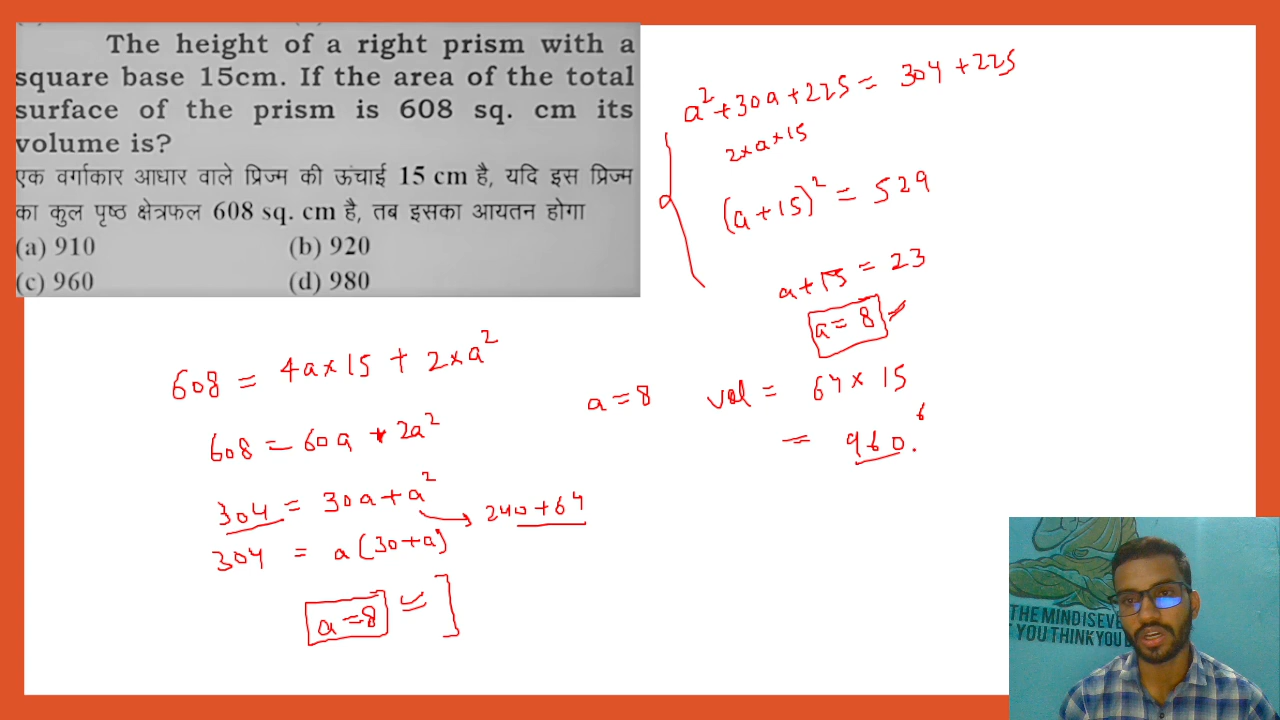 The height of a right prism with a
square base 15cm. If the area of the total
surface of the prism is 608 sq. cm its
volume is?
एक वर्गाकार आधार वाले प्रिज्म की ऊंचाई 15 cm है, यदि इस प्रिज्म
का कुल पृष्ठ क्षेत्रफल 608 sq. cm है, तब इसका आयतन होगा
(a) 910 (b) 920
(c) 960 (d) 980
608 = 4a×15 + 2×a²
608 = 60a + 2a²
304 = 30a+a²
240+64
304 = a(30+a)
a=8
a²+30a+225 = 304+225
2×a×15
(a+15)² = 529
a+15 = 23
a= 8
a=8 vol = 64×15
= 960.
THE MIND IS EVE
YOU THINK YOU